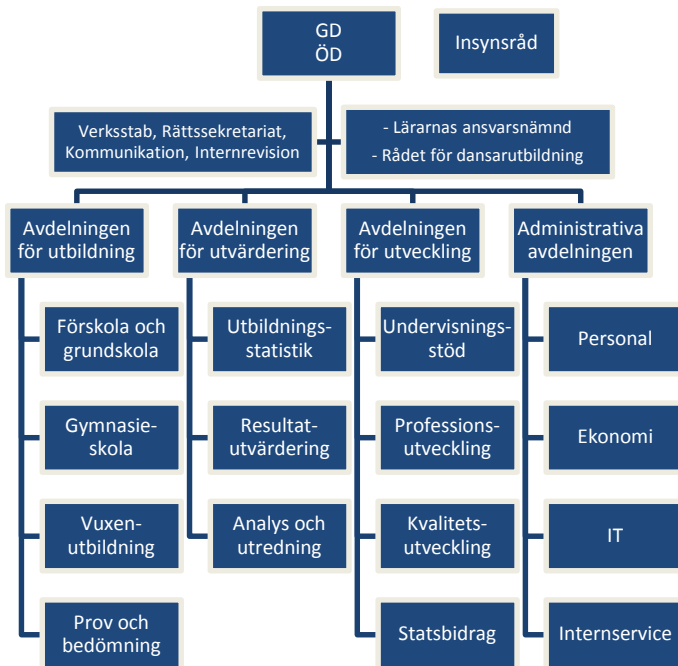 GD
ÖD
Insynsråd
Verksstab, Rättssekretariat,
Kommunikation, Internrevision
- Lärarnas ansvarsnämnd
- Rådet för dansarutbildning
Avdelningen
för utbildning
Förskola och
grundskola
Gymnasie-
skola
Vuxen-
utbildning
Prov och
bedömning
Avdelningen
för utvärdering
Utbildnings-
statistik
Resultat-
utvärdering
Analys och
utredning
Avdelningen
för utveckling
Undervisnings-
stöd
Professions-
utveckling
Kvalitets-
utveckling
Statsbidrag
Administrativa
avdelningen
Personal
Ekonomi
IT
Internservice